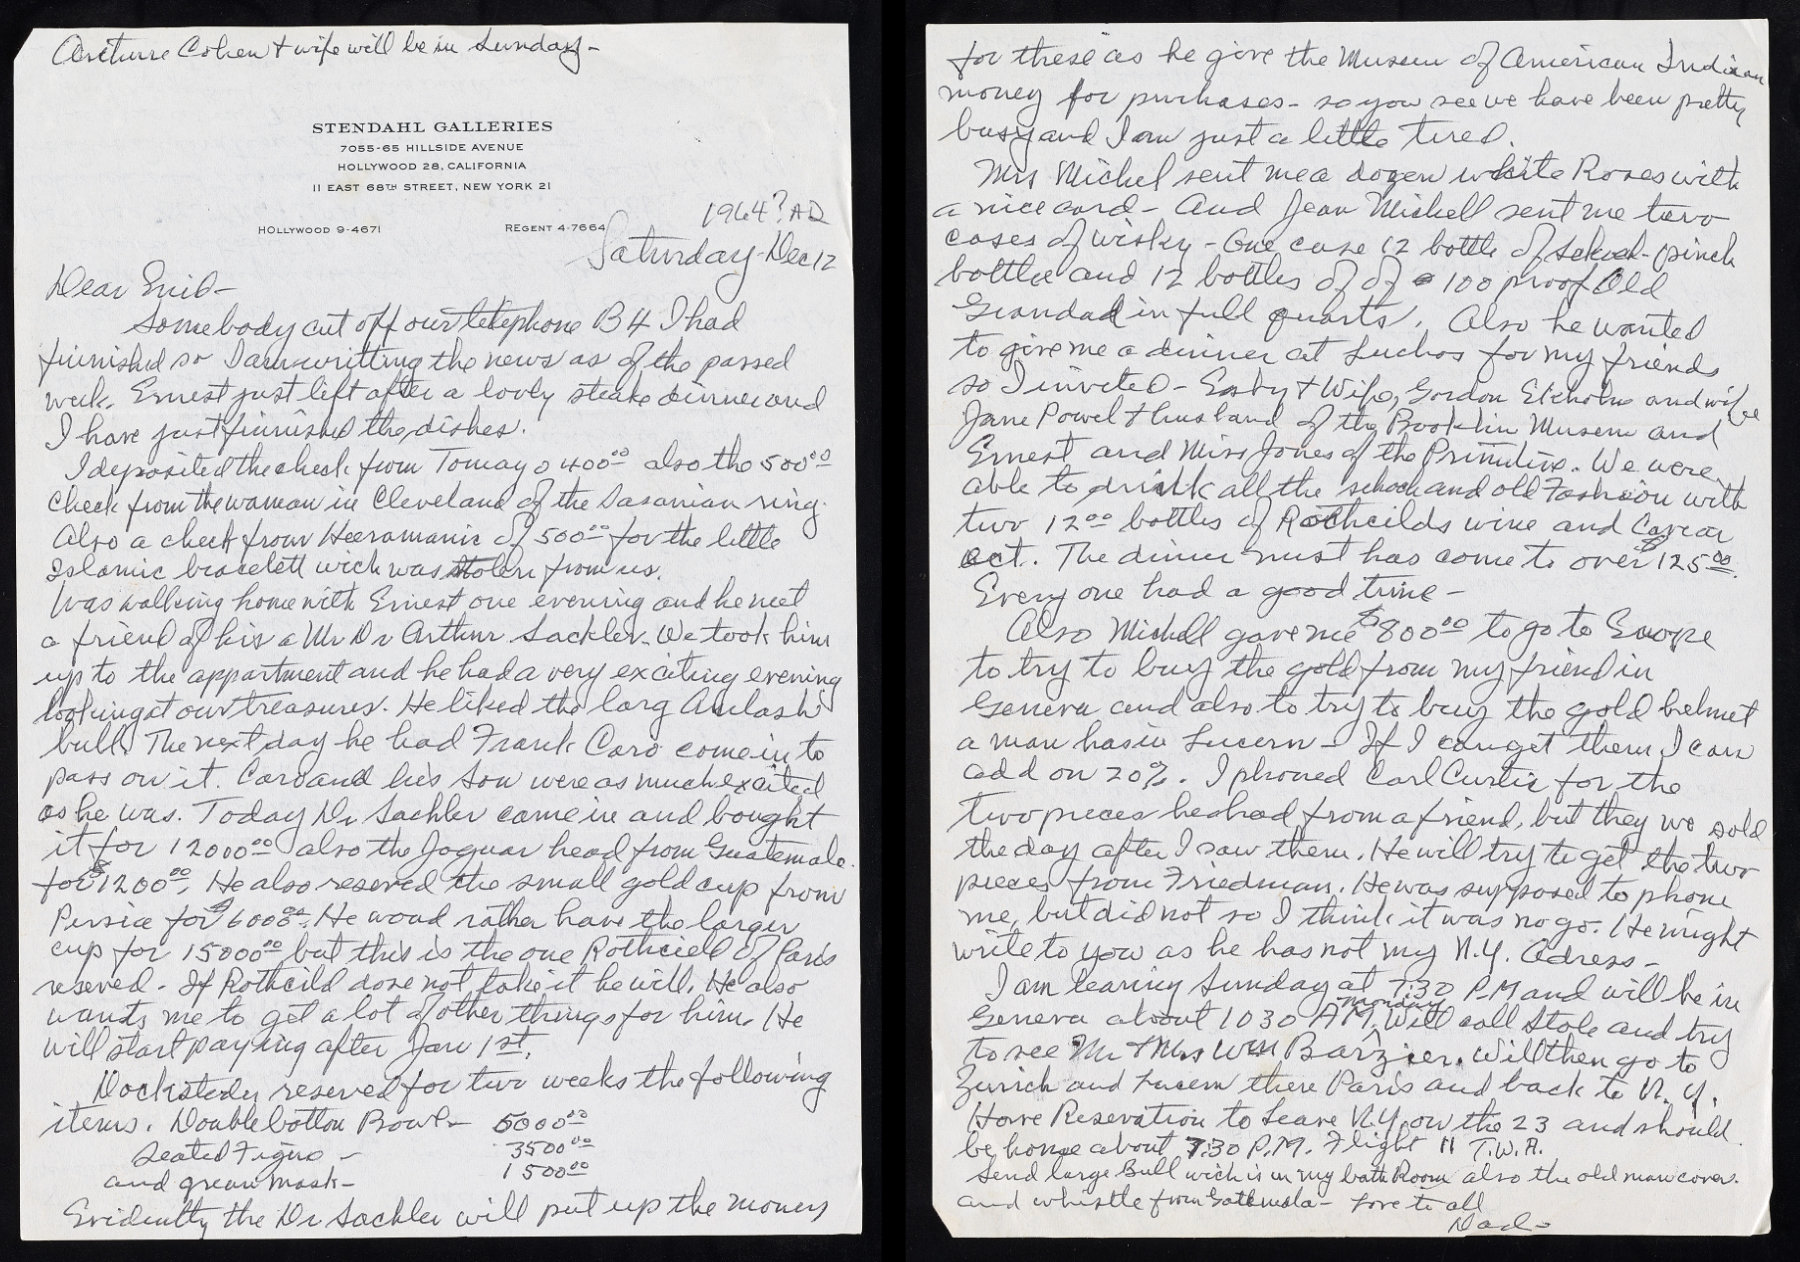 Arcturre Cohen & wife will be in Sunday -
STENDAHL GALLERIES
7055-65 HILLSIDE AVENUE
HOLLYWOOD 28, CALIFORNIA
11 EAST 68TH STREET, NEW YORK 21
1964? AD
HOLLYWOOD 9-4671 REGENT 4-7664
Saturday - Dec 12
Dear Enid -
Somebody cut off our telephone B4 I had
finnished so I am writting the news as of the passed
week. Ernest just left after a lovly steake dinner and
I have just finnished the dishes.
I deposited the check from Tomayo 400.00 also the 500.00
check from the woman in Cleveland of the Sasanian ring.
Also a check from Heeramanic of 500.00 for the little
Islamic bracelett wich was stolen from us.
Was walking home with Ernest one evening and he met
a friend of his a Mr Dr Arthur Sackler. We took him
up to the appartment and he had a very exciting evening
looking at our treasures. He liked the larg Amlash
bull. The next day he had Frank Caro come in to
pass on it. Caro and his son were as much excited
as he was. Today Dr Sackler came in and bought
it for 12000.00 also the Jaguar head from Guatemala.
for $1200.00. He also reserved the small gold cup from
Persia for $6000.00. He woud rather have the larger
cup for 15000.00 but this is the one Rothcield of Paris
reserved. If Rothcild dose not take it he will. He also
wants me to get a lot of other things for him. He
will start paying after Jan 1st.
Dockstedy reserved for two weeks the following
items. Double botton Bowl - 5000.00
Seated Figure - 3500.00
and green mask - 1500.00
Evidently the Dr Sackler will put up the money
for these as he give the Museum of American Indian
money for purchases - so you see we have been pretty
busy and I am just a little tired.
Mrs Michel sent me a dozen white Roses with
a nice card - And Jean Michell sent me two
cases of wisky - One case 12 bottle of pinch
bottle and 12 bottles of of 100 proof Old
Grandad in full quarts. Also he wanted
to give me a dinner at Luchos for my friends
so I invited - Esby & Wife, Gordon Ekholm and wife
Jane Powel & husband of the Brooklin Museum and
Ernest and Miss Jones of the Primitive. We were
able to drink all the schoch and old Fashion with
two 12.00 bottles of Rothcilds wine and Caviar
ect. The dinner must has come to over $125.00.
Every one had a good time -
Also Michell gave me $800.00 to go to Europe
to try to buy the gold from my friend in
Geneva and also to try to buy the gold helmet
a man has in Lucern - If I can get them I can
add on 20%. I phoned Carl Curtis for the
two pieces he had from a friend, but they wo sold
the day after I saw them. He will try to get the two
pieces from Friedman. He was supposed to phone
me, but did not so I think it was no go. He might
write to you as he has not my N.Y. Adress -
I am leaving Sunday at 7:30 P.M and will be in
Geneva about 10 30 AM Monday. Will call Stole and try
to see Mr & Mrs Wm Barzier. Will then go to
Zurich and Lucern there Paris and back to N.Y.
Have Reservation to leave N.Y. on the 23 and should
be home about 7:30 P.M. Flight 11 T.W.A.
Send large Bull wich is in my bath Room also the old man cover.
and whistle from Gatemala - Love to all
Dad -